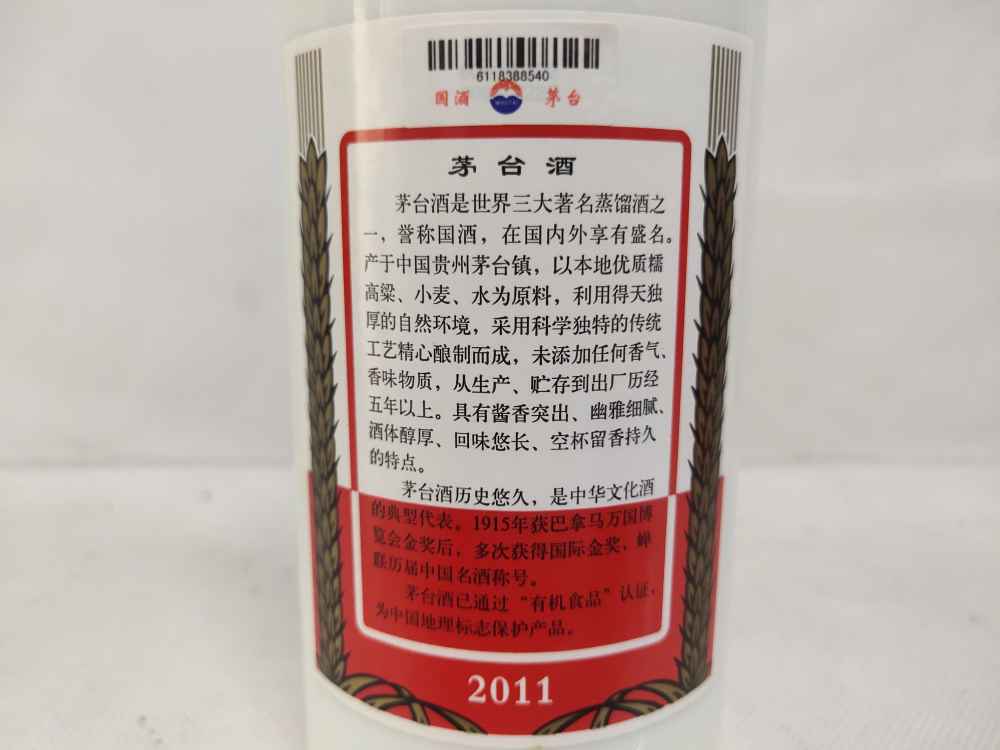 6118388540
国酒 茅台
茅台酒
茅台酒是世界三大著名蒸馏酒之
一，誉称国酒，在国内外享有盛名。
产于中国贵州茅台镇，以本地优质糯
高粱、小麦、水为原料，利用得天独
厚的自然环境，采用科学独特的传统
工艺精心酿制而成，未添加任何香气、
香味物质，从生产、贮存到出厂历经
五年以上。具有酱香突出、幽雅细腻、
酒体醇厚、回味悠长、空杯留香持久
的特点。
茅台酒历史悠久，是中华文化酒
的典型代表。1915年获巴拿马万国博
览会金奖后，多次获得国际金奖，蝉
联历届中国名酒称号。
茅台酒已通过“有机食品”认证，
为中国地理标志保护产品。
2011